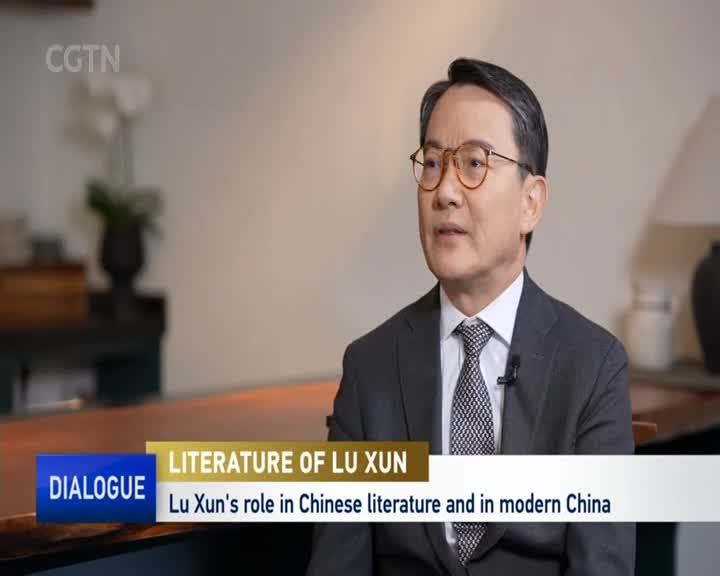 CGTN
LITERATURE OF LU XUN
DIALOGUE
Lu Xun's role in Chinese literature and in modern China